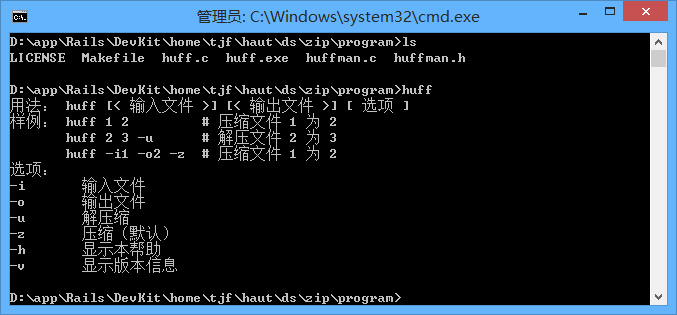 管理员: C:\Windows\system32\cmd.exe
D:\app\Rails\DevKit\home\tjf\haut\ds\zip\program>ls
LICENSE  Makefile  huff.c  huff.exe  huffman.c  huffman.h
D:\app\Rails\DevKit\home\tjf\haut\ds\zip\program>huff
用法： huff [< 输入文件 >] [< 输出文件 >] [ 选项 ]
样例： huff 1 2         # 压缩文件 1 为 2
       huff 2 3 -u      # 解压文件 2 为 3
       huff -i1 -o2 -z  # 压缩文件 1 为 2
选项：
-i       输入文件
-o       输出文件
-u       解压缩
-z       压缩（默认）
-h       显示本帮助
-v       显示版本信息
D:\app\Rails\DevKit\home\tjf\haut\ds\zip\program>